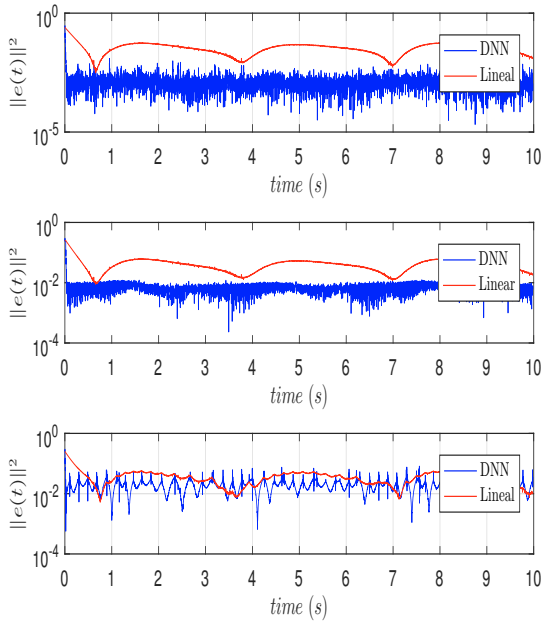 10^0
10^-5
||e(t)||^2
DNN
Lineal
0 1 2 3 4 5 6 7 8 9 10
time (s)
10^0
10^-2
10^-4
||e(t)||^2
DNN
Linear
0 1 2 3 4 5 6 7 8 9 10
time (s)
10^0
10^-2
10^-4
||e(t)||^2
DNN
Lineal
0 1 2 3 4 5 6 7 8 9 10
time (s)